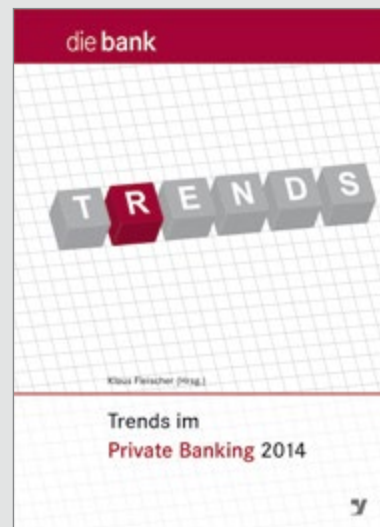 die bank
TRENDS
Klaus Fleischer (Hrsg.)
Trends im
Private Banking 2014